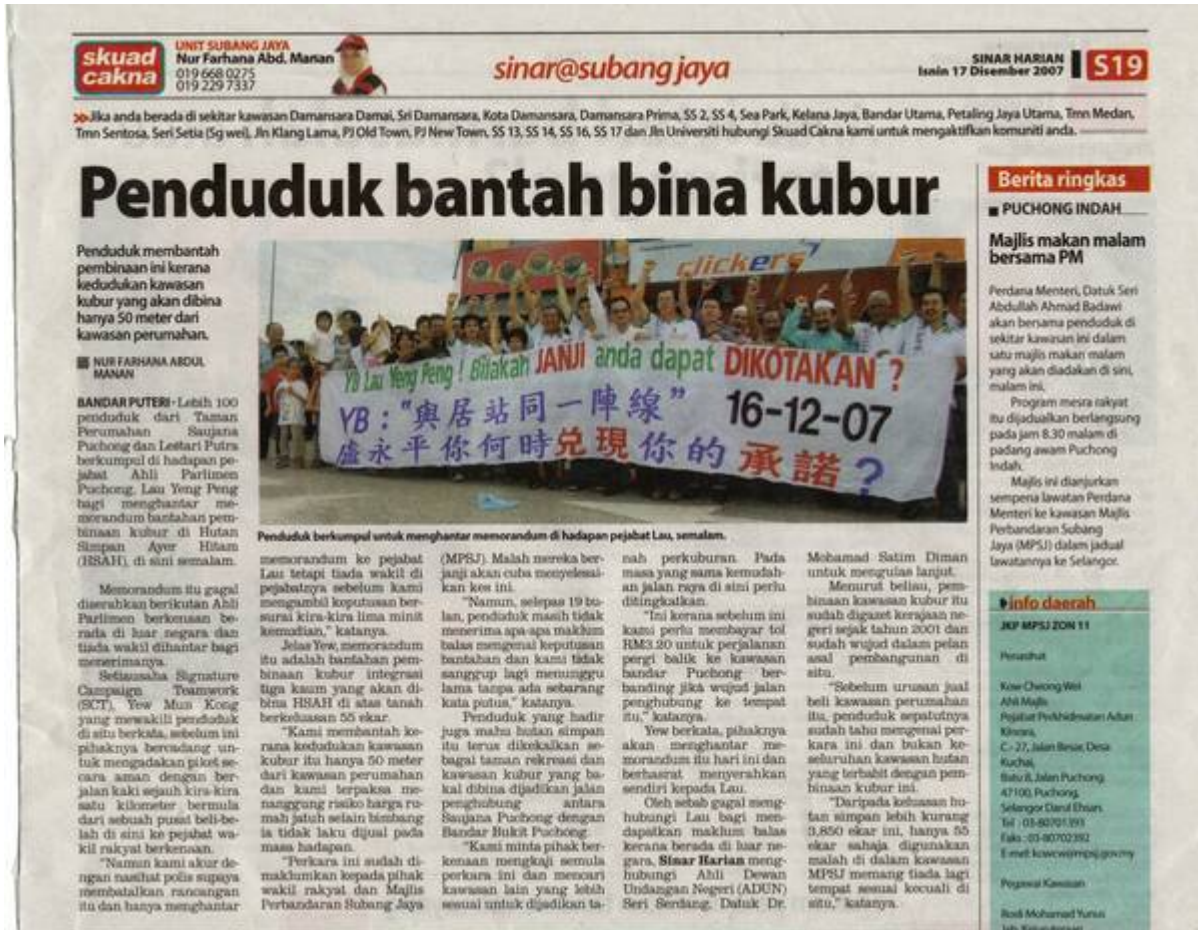 skuad
cakna
UNIT SUBANG JAYA
Nur Farhana Abd. Manan
019 668 0275
019 229 7337
sinar@subang jaya
SINAR HARIAN
Isnin 17 Disember 2007
S19
Jika anda berada di sekitar kawasan Damansara Damai, Sri Damansara, Kota Damansara, Damansara Prima, SS 2, SS 4, Sea Park, Kelana Jaya, Bandar Utama, Petaling Jaya Utama, Tmn Medan,
Tmn Sentosa, Seri Setia (Sg wei), Jln Klang Lama, PJ Old Town, PJ New Town, SS 13, SS 14, SS 16, SS 17 dan Jln Universiti hubungi Skuad Cakna kami untuk mengaktifkan komuniti anda.
Penduduk bantah bina kubur
Penduduk membantah
pembinaan ini kerana
kedudukan kawasan
kubur yang akan dibina
hanya 50 meter dari
kawasan perumahan.
NUR FARHANA ABDUL
MANAN
clickers
Yb Lau Yeng Peng ! Bilakah JANJI anda dapat DIKOTAKAN ?
YB : "與居站同一陣線" 16-12-07
盧永平你何時兌現你的承諾?
Penduduk berkumpul untuk menghantar memorandum di hadapan pejabat Lau, semalam.
BANDAR PUTERI - Lebih 100
penduduk dari Taman
Perumahan Saujana
Puchong dan Lestari Putra
berkumpul di hadapan pe-
jabat Ahli Parlimen
Puchong, Lau Yeng Peng
bagi menghantar me-
morandum bantahan pem-
binaan kubur di Hutan
Simpan Ayer Hitam
(HSAH), di sini semalam.
Memorandum itu gagal
diserahkan berikutan Ahli
Parlimen berkenaan be-
rada di luar negara dan
tiada wakil dihantar bagi
menerimanya.
Setiausaha Signature
Campaign Teamwork
(SCT), Yew Mun Kong
yang mewakili penduduk
di situ berkata, sebelum ini
pihaknya bercadang un-
tuk mengadakan piket se-
cara aman dengan ber-
jalan kaki sejauh kira-kira
satu kilometer bermula
dari sebuah pusat beli-be-
lah di sini ke pejabat wa-
kil rakyat berkenaan.
"Namun kami akur de-
ngan nasihat polis supaya
membatalkan rancangan
itu dan hanya menghantar
memorandum ke pejabat
Lau tetapi tiada wakil di
pejabatnya sebelum kami
mengambil keputusan ber-
surai kira-kira lima minit
kemudian," katanya.
Jelas Yew, memorandum
itu adalah bantahan pem-
binaan kubur integrasi
tiga kaum yang akan di-
bina HSAH di atas tanah
berkeluasan 55 ekar.
"Kami membantah ke-
rana kedudukan kawasan
kubur itu hanya 50 meter
dari kawasan perumahan
dan kami terpaksa me-
nanggung risiko harga ru-
mah jatuh selain bimbang
ia tidak laku dijual pada
masa hadapan.
"Perkara ini sudah di-
maklumkan kepada pihak
wakil rakyat dan Majlis
Perbandaran Subang Jaya
(MPSJ). Malah mereka ber-
janji akan cuba menyelesai-
kan kes ini.
"Namun, selepas 19 bu-
lan, penduduk masih tidak
menerima apa-apa maklum
balas mengenai keputusan
bantahan dan kami tidak
sanggup lagi menunggu
lama tanpa ada sebarang
kata putus," katanya.
Penduduk yang hadir
juga mahu hutan simpan
itu terus dikekalkan se-
bagai taman rekreasi dan
kawasan kubur yang ba-
kal dibina dijadikan jalan
penghubung antara
Saujana Puchong dengan
Bandar Bukit Puchong.
"Kami minta pihak ber-
kenaan mengkaji semula
perkara ini dan mencari
kawasan lain yang lebih
sesuai untuk dijadikan ta-
nah perkuburan. Pada
masa yang sama kemudah-
an jalan raya di sini perlu
ditingkatkan.
"Ini kerana sebelum ini
kami perlu membayar tol
RM3.20 untuk perjalanan
pergi balik ke kawasan
bandar Puchong ber-
banding jika wujud jalan
penghubung ke tempat
itu," katanya.
Yew berkata, pihaknya
akan menghantar me-
morandum itu hari ini dan
berhasrat menyerahkan
sendiri kepada Lau.
Oleh sebab gagal meng-
hubungi Lau bagi men-
dapatkan maklum balas
kerana berada di luar ne-
gara, Sinar Harian meng-
hubungi Ahli Dewan
Undangan Negeri (ADUN)
Seri Serdang, Datuk Dr.
Mohamad Satim Diman
untuk mengulas lanjut.
Menurut beliau, pem-
binaan kawasan kubur itu
sudah digazet kerajaan ne-
geri sejak tahun 2001 dan
sudah wujud dalam pelan
asal pembangunan di
situ.
"Sebelum urusan jual
beli kawasan perumahan
itu, penduduk sepatutnya
sudah tahu mengenai per-
kara ini dan bukan ke-
seluruhan kawasan hutan
yang terbabit dengan pem-
binaan kubur ini.
"Daripada keluasan hu-
tan simpan lebih kurang
3,850 ekar ini, hanya 55
ekar sahaja digunakan
malah di dalam kawasan
MPSJ memang tiada lagi
tempat sesuai kecuali di
situ," katanya.
Berita ringkas
PUCHONG INDAH
Majlis makan malam
bersama PM
Perdana Menteri, Datuk Seri
Abdullah Ahmad Badawi
akan bersama penduduk di
sekitar kawasan ini dalam
satu majlis makan malam
yang akan diadakan di sini,
malam ini.
Program mesra rakyat
itu dijadualkan berlangsung
pada jam 8.30 malam di
padang awam Puchong
Indah.
Majlis ini dianjurkan
sempena lawatan Perdana
Menteri ke kawasan Majlis
Perbandaran Subang
Jaya (MPSJ) dalam jadual
lawatannya ke Selangor.
info daerah
JKP MPSJ ZON 11
Penasihat
Kow Cheong Wei
Ahli Majlis
Pejabat Perkhidmatan Adun
Kinrara,
C- 27, Jalan Besar, Desa
Kuchai,
Batu 8, Jalan Puchong,
47100, Puchong,
Selangor Darul Ehsan.
Tel : 03-80701393
Faks : 03-80702392
E-mel: kowcw@mpsj.gov.my
Pegawai Kawasan
Rosli Mohamad Yunus